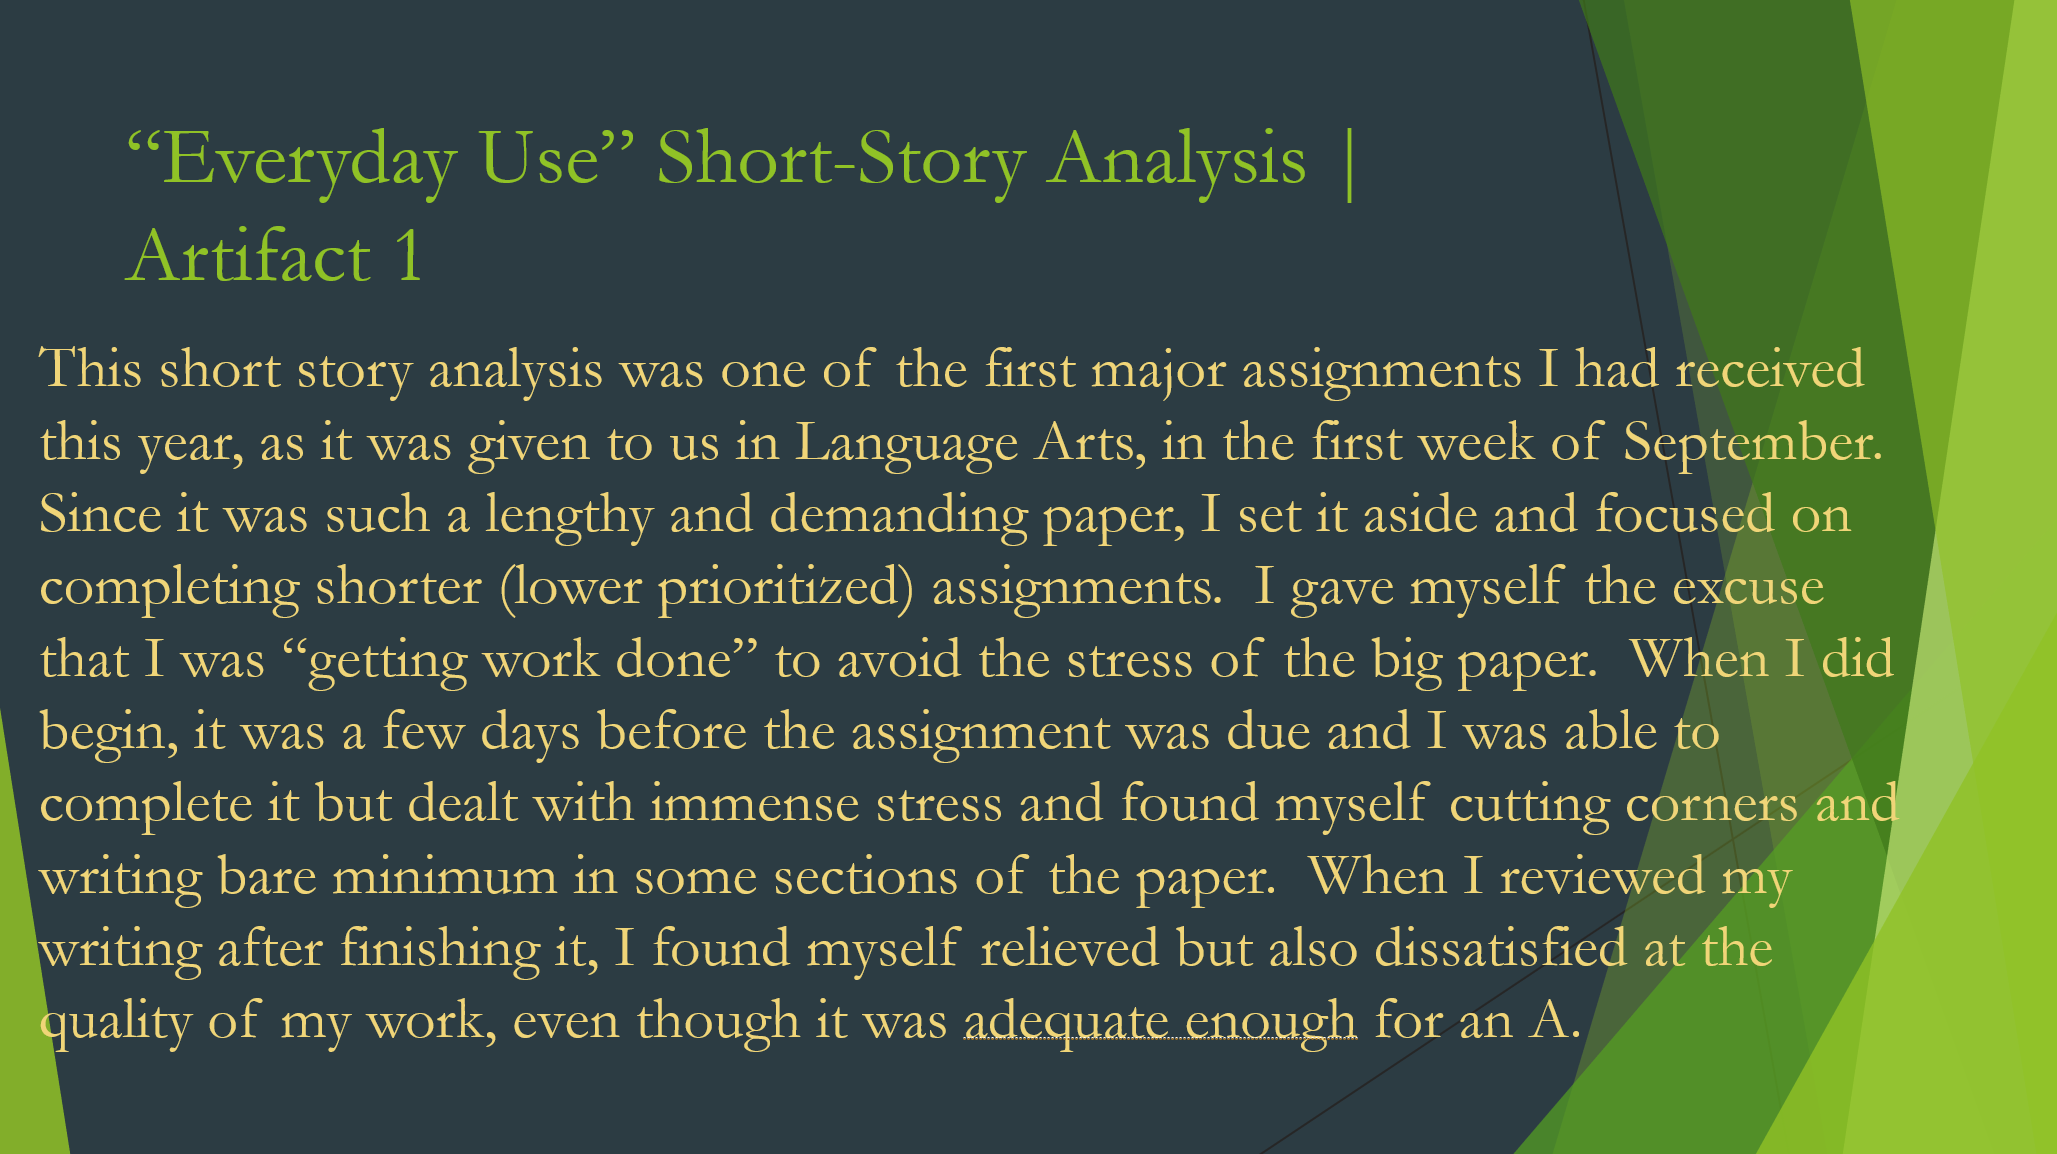 “Everyday Use” Short-Story Analysis |
Artifact 1
This short story analysis was one of the first major assignments I had received
this year, as it was given to us in Language Arts, in the first week of September.
Since it was such a lengthy and demanding paper, I set it aside and focused on
completing shorter (lower prioritized) assignments.  I gave myself the excuse
that I was “getting work done” to avoid the stress of the big paper.  When I did
begin, it was a few days before the assignment was due and I was able to
complete it but dealt with immense stress and found myself cutting corners and
writing bare minimum in some sections of the paper.  When I reviewed my
writing after finishing it, I found myself relieved but also dissatisfied at the
quality of my work, even though it was adequate enough for an A.